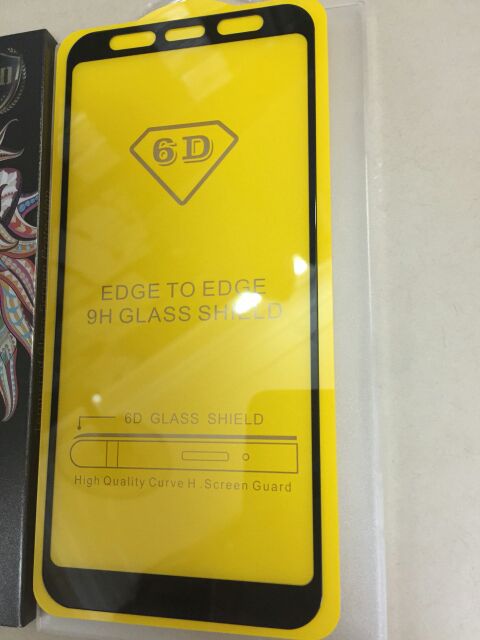 6D
EDGE TO EDGE
9H GLASS SHIELD
6D GLASS SHIELD
High Quality Curve H .Screen Guard